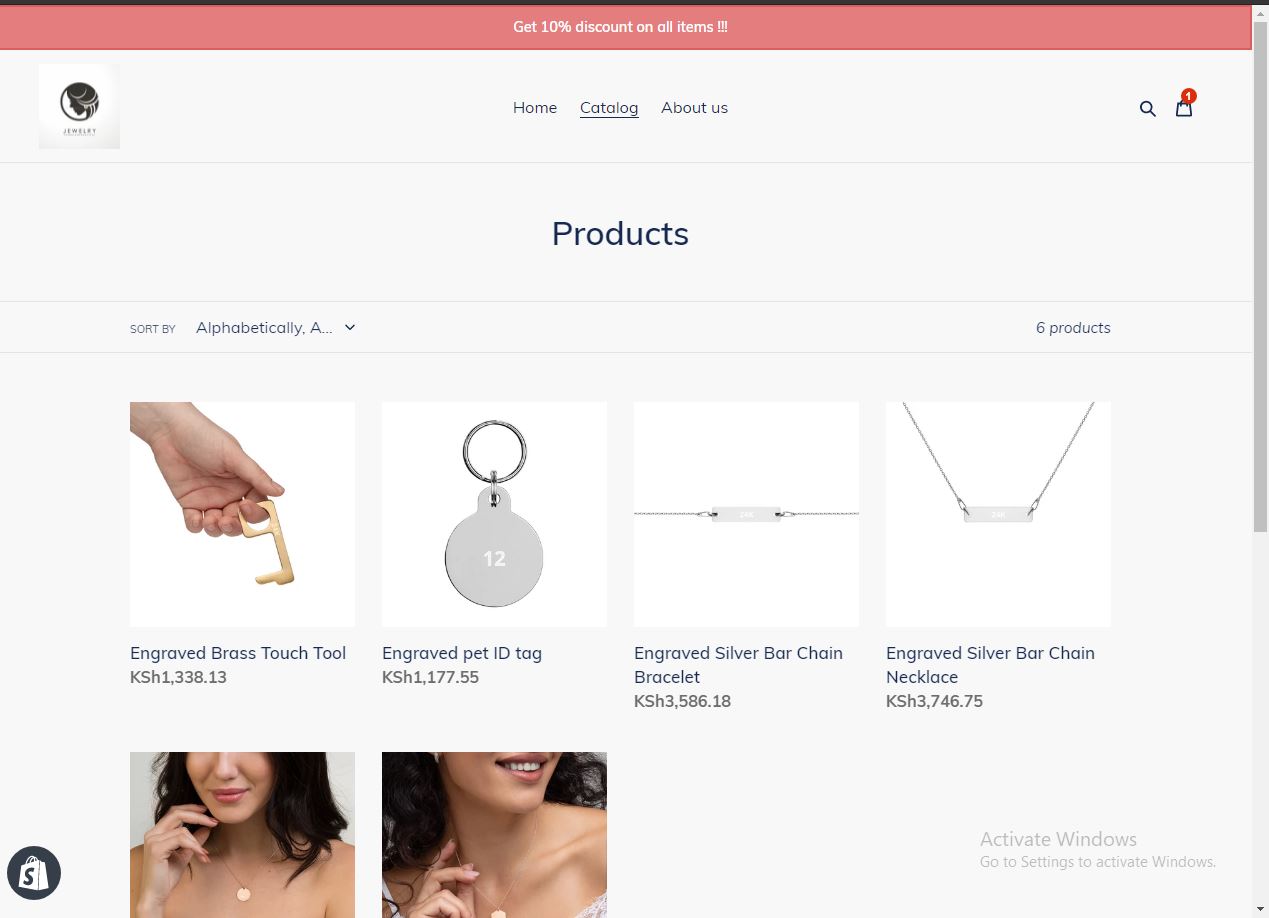 Get 10% discount on all items !!!
JEWELRY
Home Catalog About us
1
Products
SORT BY Alphabetically, A... 6 products
12
24K
24K
Engraved Brass Touch Tool
KSh1,338.13
Engraved pet ID tag
KSh1,177.55
Engraved Silver Bar Chain
Bracelet
KSh3,586.18
Engraved Silver Bar Chain
Necklace
KSh3,746.75
Activate Windows
Go to Settings to activate Windows.